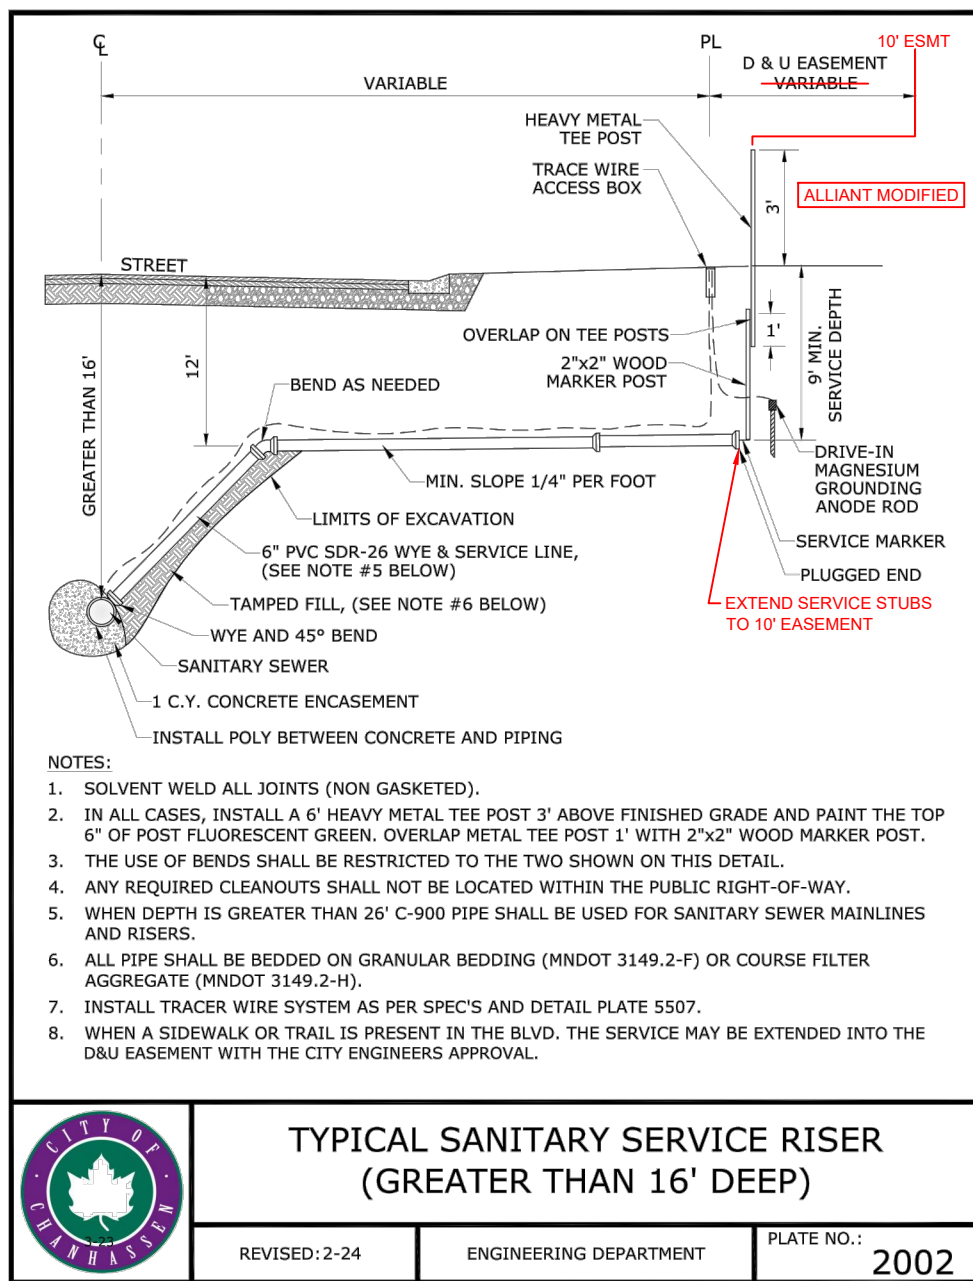 ℄
PL
10' ESMT
D & U EASEMENT
VARIABLE
VARIABLE
HEAVY METAL
TEE POST
TRACE WIRE
ACCESS BOX
3'
ALLIANT MODIFIED
STREET
OVERLAP ON TEE POSTS
1'
2"x2" WOOD
MARKER POST
9' MIN.
SERVICE DEPTH
12'
GREATER THAN 16'
BEND AS NEEDED
DRIVE-IN
MAGNESIUM
GROUNDING
ANODE ROD
MIN. SLOPE 1/4" PER FOOT
LIMITS OF EXCAVATION
SERVICE MARKER
6" PVC SDR-26 WYE & SERVICE LINE,
(SEE NOTE #5 BELOW)
PLUGGED END
TAMPED FILL, (SEE NOTE #6 BELOW)
EXTEND SERVICE STUBS
TO 10' EASEMENT
WYE AND 45° BEND
SANITARY SEWER
1 C.Y. CONCRETE ENCASEMENT
INSTALL POLY BETWEEN CONCRETE AND PIPING
NOTES:
1. SOLVENT WELD ALL JOINTS (NON GASKETED).
2. IN ALL CASES, INSTALL A 6' HEAVY METAL TEE POST 3' ABOVE FINISHED GRADE AND PAINT THE TOP
6" OF POST FLUORESCENT GREEN. OVERLAP METAL TEE POST 1' WITH 2"x2" WOOD MARKER POST.
3. THE USE OF BENDS SHALL BE RESTRICTED TO THE TWO SHOWN ON THIS DETAIL.
4. ANY REQUIRED CLEANOUTS SHALL NOT BE LOCATED WITHIN THE PUBLIC RIGHT-OF-WAY.
5. WHEN DEPTH IS GREATER THAN 26' C-900 PIPE SHALL BE USED FOR SANITARY SEWER MAINLINES
AND RISERS.
6. ALL PIPE SHALL BE BEDDED ON GRANULAR BEDDING (MNDOT 3149.2-F) OR COURSE FILTER
AGGREGATE (MNDOT 3149.2-H).
7. INSTALL TRACER WIRE SYSTEM AS PER SPEC'S AND DETAIL PLATE 5507.
8. WHEN A SIDEWALK OR TRAIL IS PRESENT IN THE BLVD. THE SERVICE MAY BE EXTENDED INTO THE
D&U EASEMENT WITH THE CITY ENGINEERS APPROVAL.
CITY OF
CHANHASSEN
3-23
TYPICAL SANITARY SERVICE RISER
(GREATER THAN 16' DEEP)
REVISED: 2-24
ENGINEERING DEPARTMENT
PLATE NO.:
2002